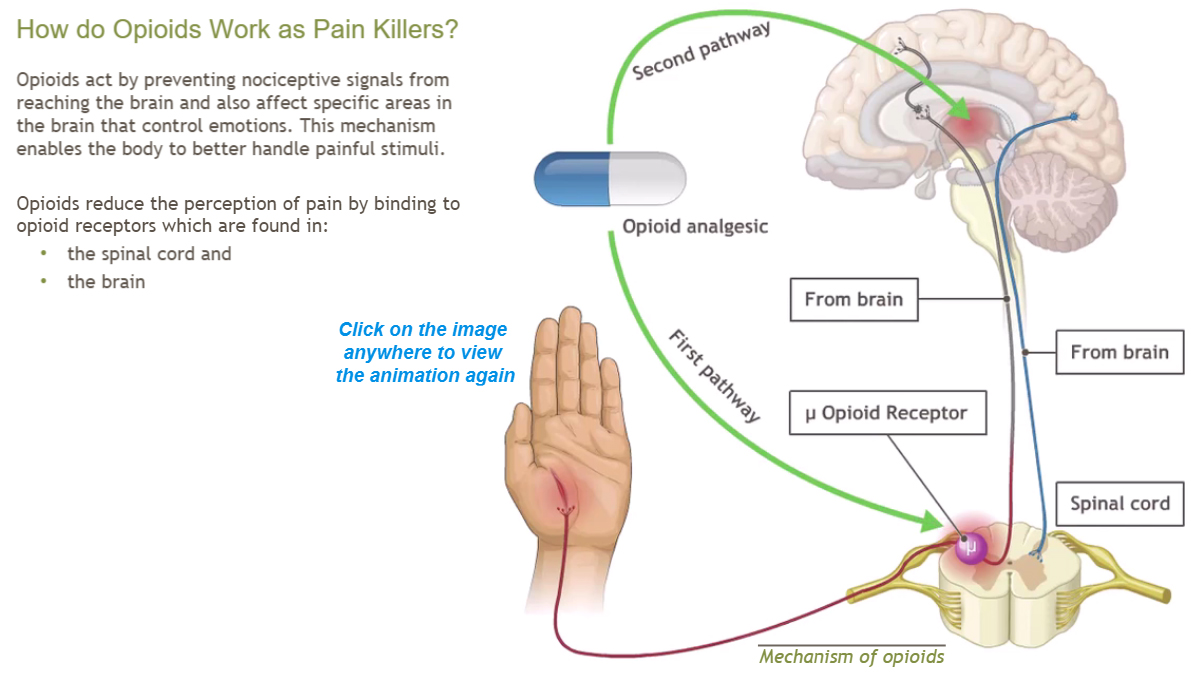 How do Opioids Work as Pain Killers?
Opioids act by preventing nociceptive signals from
reaching the brain and also affect specific areas in
the brain that control emotions. This mechanism
enables the body to better handle painful stimuli.
Opioids reduce the perception of pain by binding to
opioid receptors which are found in:
• the spinal cord and
• the brain
Click on the image
anywhere to view
the animation again
Second pathway
Opioid analgesic
First pathway
From brain
From brain
µ Opioid Receptor
Spinal cord
µ
Mechanism of opioids